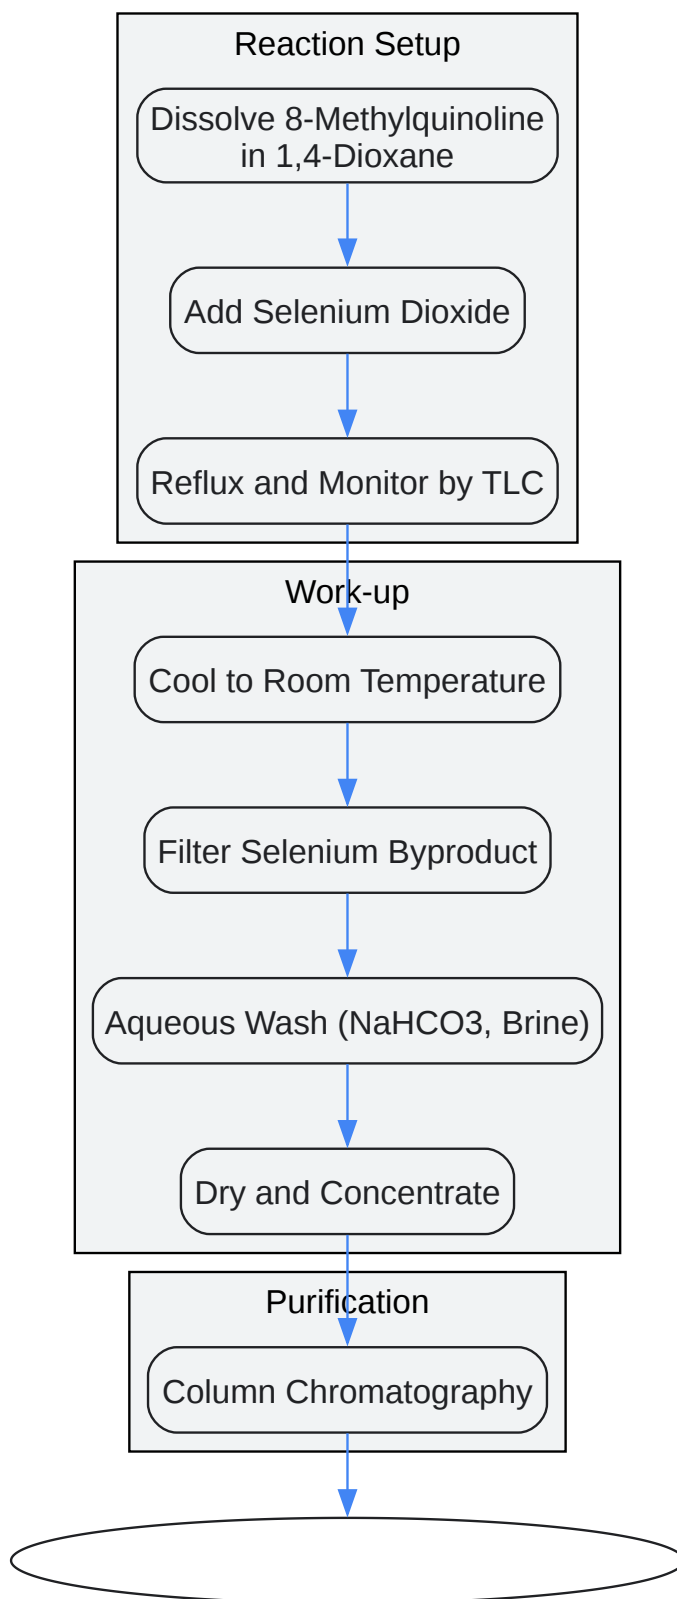 Reaction Setup
Dissolve 8-Methylquinoline
in 1,4-Dioxane
Add Selenium Dioxide
Reflux and Monitor by TLC
Work-up
Cool to Room Temperature
Filter Selenium Byproduct
Aqueous Wash (NaHCO3, Brine)
Dry and Concentrate
Purification
Column Chromatography